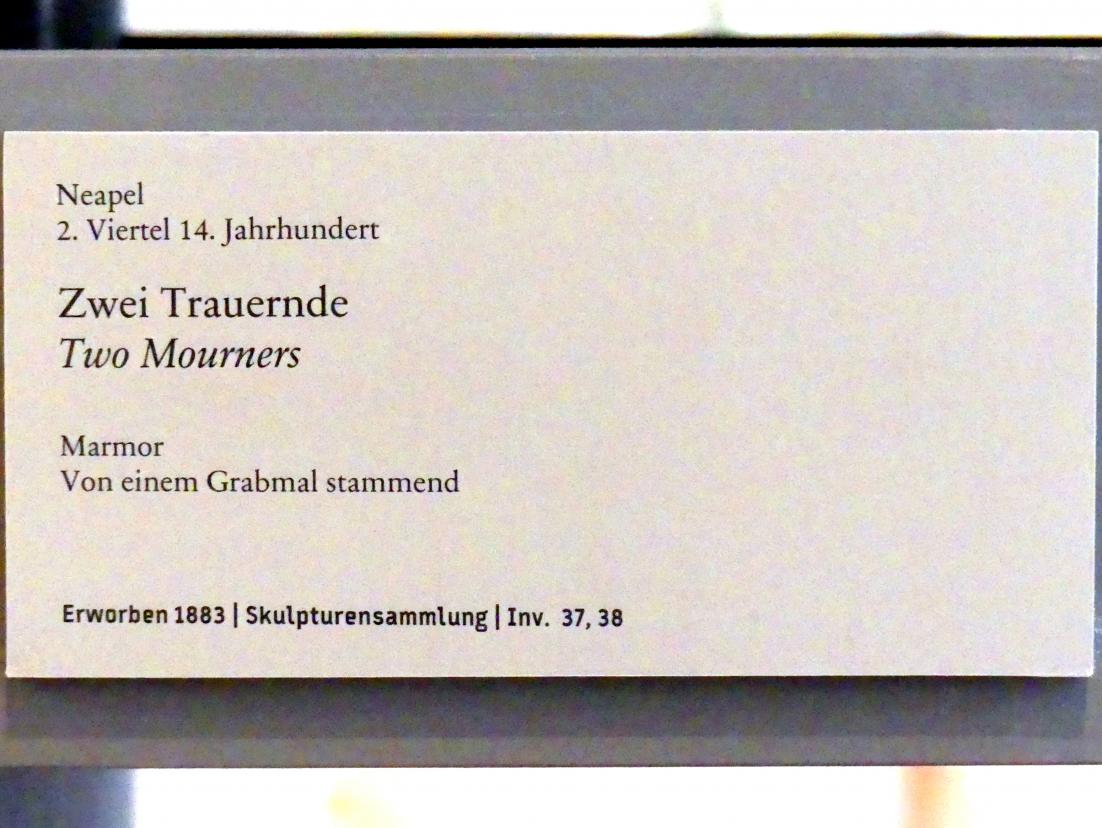 Neapel
2. Viertel 14. Jahrhundert
Zwei Trauernde
Two Mourners
Marmor
Von einem Grabmal stammend
Erworben 1883 | Skulpturensammlung | Inv. 37, 38